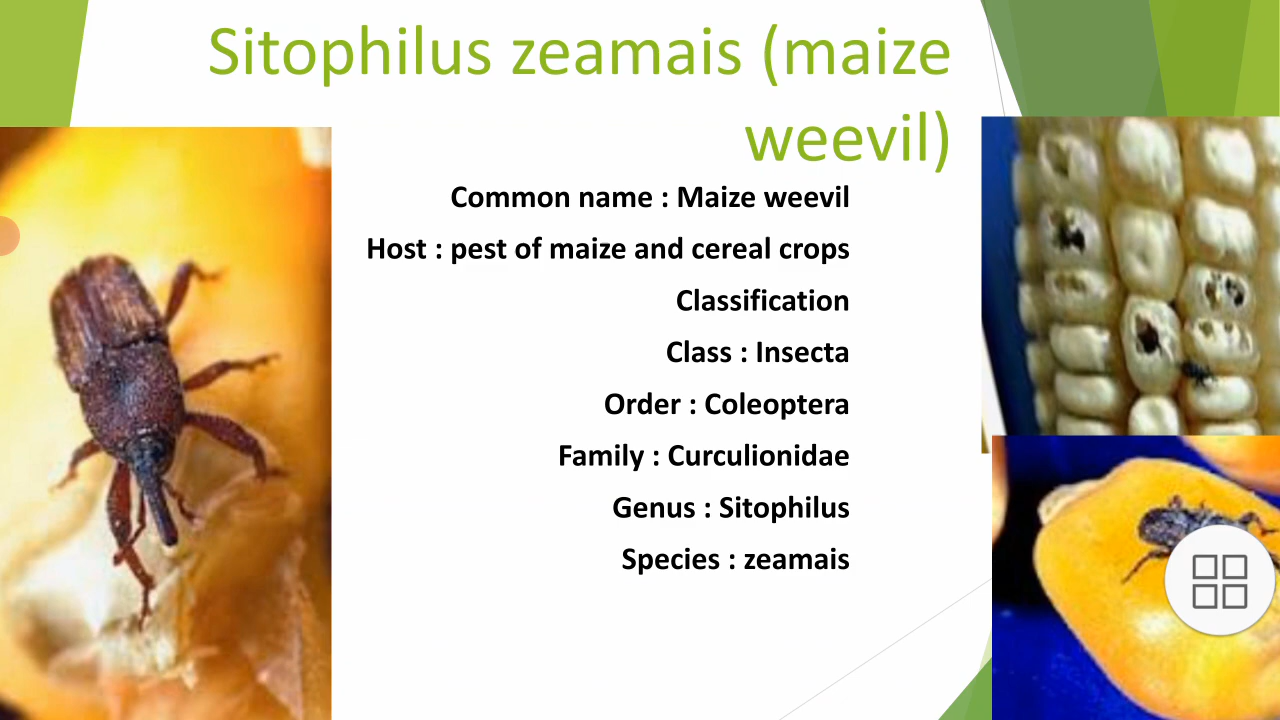 Sitophilus zeamais (maize
weevil)
Common name : Maize weevil
Host : pest of maize and cereal crops
Classification
Class : Insecta
Order : Coleoptera
Family : Curculionidae
Genus : Sitophilus
Species : zeamais